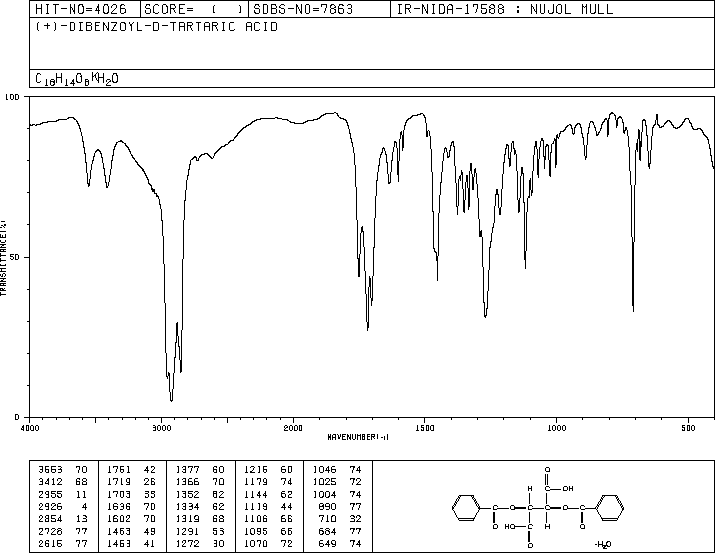 HIT-NO=4026 SCORE= ( ) SDBS-NO=7863 IR-NIDA-17588 : NUJOL MULL
(+)-DIBENZOYL-D-TARTARIC ACID
C18H14O8KH2O
100
50
0
TRANSMITTANCE(%)
4000 3000 2000 1500 1000 500
WAVENUMBER(-1)
3553 70 1751 42 1377 60 1215 60 1046 74
3412 68 1719 26 1366 70 1179 74 1025 72
2955 11 1703 35 1352 62 1144 62 1004 74
2926 4 1636 70 1334 62 1119 44 890 77
2854 13 1602 70 1319 68 1106 66 710 32
2728 77 1463 49 1291 53 1095 66 684 77
2615 77 1453 41 1272 30 1070 72 649 74
O
H C OH
C O C C O C
O HO C H O
O
-H2O